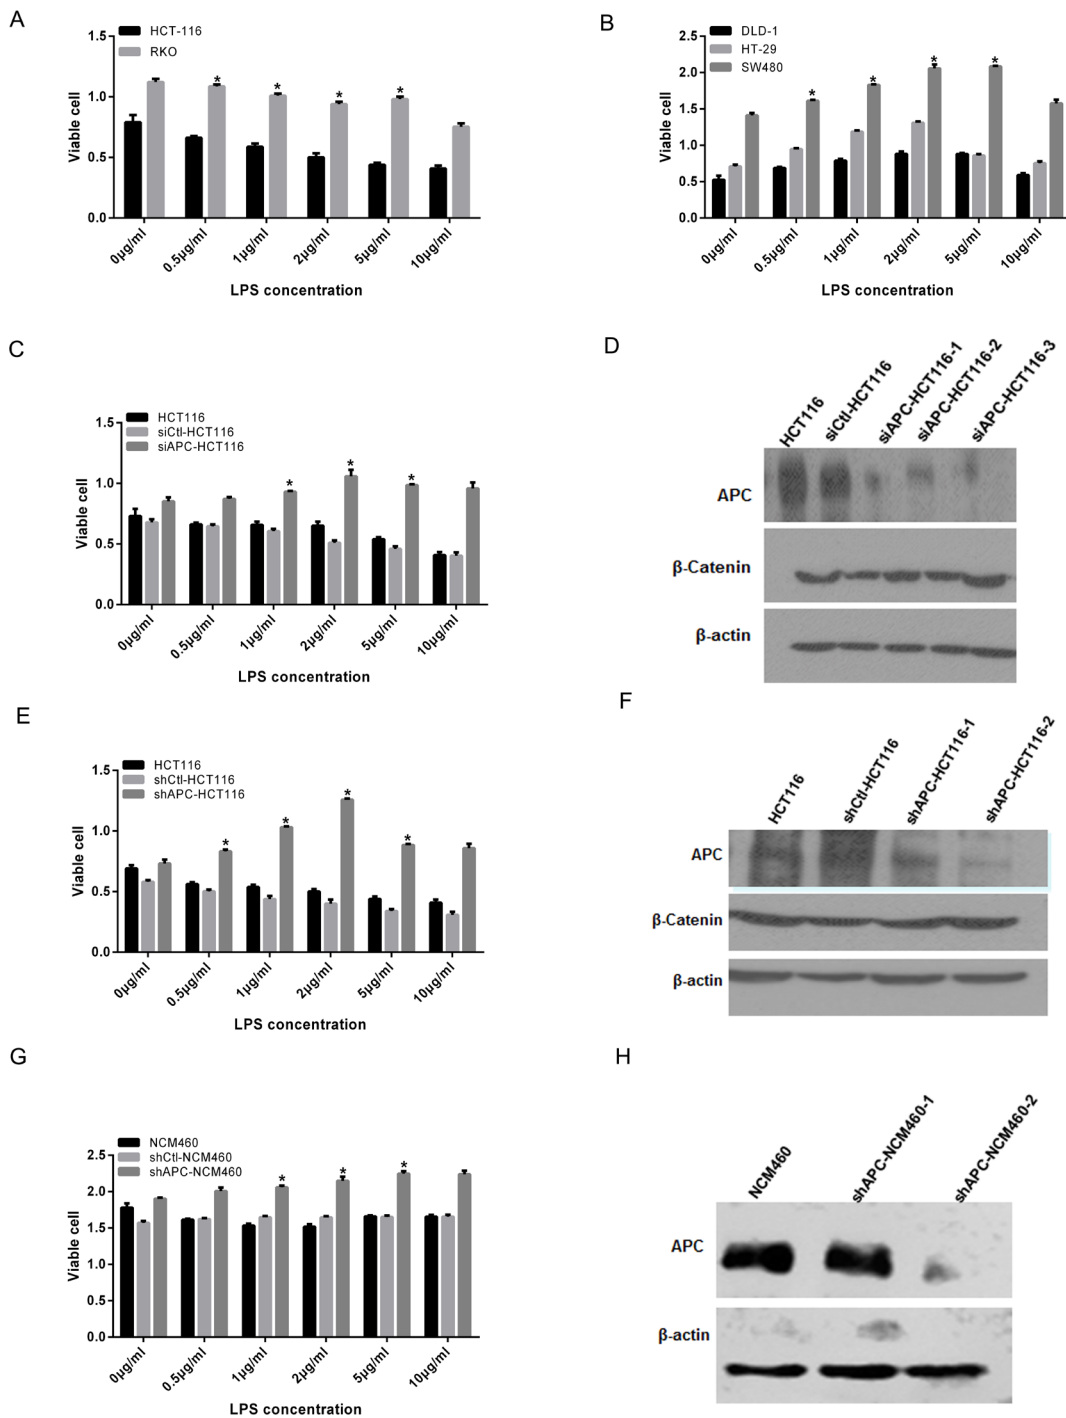 A
HCT-116
RKO
1.5
1.0
0.5
0.0
Viable cell
0µg/ml
0.5µg/ml
1µg/ml
2µg/ml
5µg/ml
10µg/ml
LPS concentration
* * * *
B
DLD-1
HT-29
SW480
2.5
2.0
1.5
1.0
0.5
0.0
Viable cell
0µg/ml
0.5µg/ml
1µg/ml
2µg/ml
5µg/ml
10µg/ml
LPS concentration
* * * *
C
HCT116
siCtl-HCT116
siAPC-HCT116
1.5
1.0
0.5
0.0
Viable cell
0µg/ml
0.5µg/ml
1µg/ml
2µg/ml
5µg/ml
10µg/ml
LPS concentration
* * *
D
HCT116
siCtl-HCT116
siAPC-HCT116-1
siAPC-HCT116-2
siAPC-HCT116-3
APC
β-Catenin
β-actin
E
HCT116
shCtl-HCT116
shAPC-HCT116
1.5
1.0
0.5
0.0
Viable cell
0µg/ml
0.5µg/ml
1µg/ml
2µg/ml
5µg/ml
10µg/ml
LPS concentration
* * * *
F
HCT116
shCtl-HCT116
shAPC-HCT116-1
shAPC-HCT116-2
APC
β-Catenin
β-actin
G
NCM460
shCtl-NCM460
shAPC-NCM460
2.5
2.0
1.5
1.0
0.5
0.0
Viable cell
0µg/ml
0.5µg/ml
1µg/ml
2µg/ml
5µg/ml
10µg/ml
LPS concentration
* * *
H
NCM460
shAPC-NCM460-1
shAPC-NCM460-2
APC
β-actin